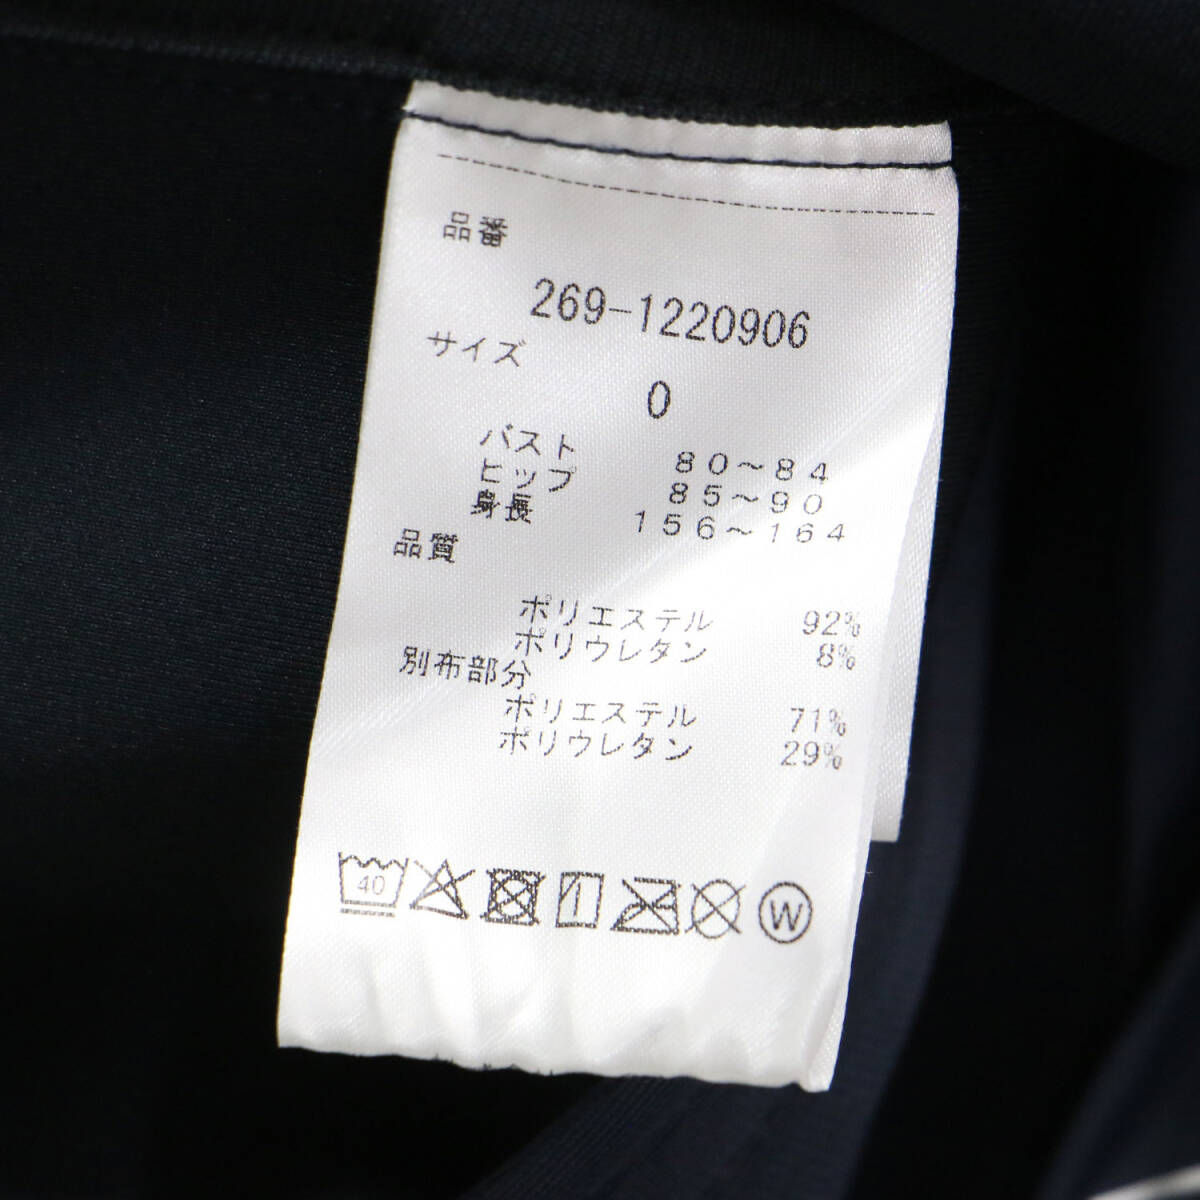 品番
269-1220906
サイズ
0
バスト 80~84
ヒップ 85~90
身長 156~164
品質
ポリエステル 92%
ポリウレタン 8%
別布部分
ポリエステル 71%
ポリウレタン 29%
40 W